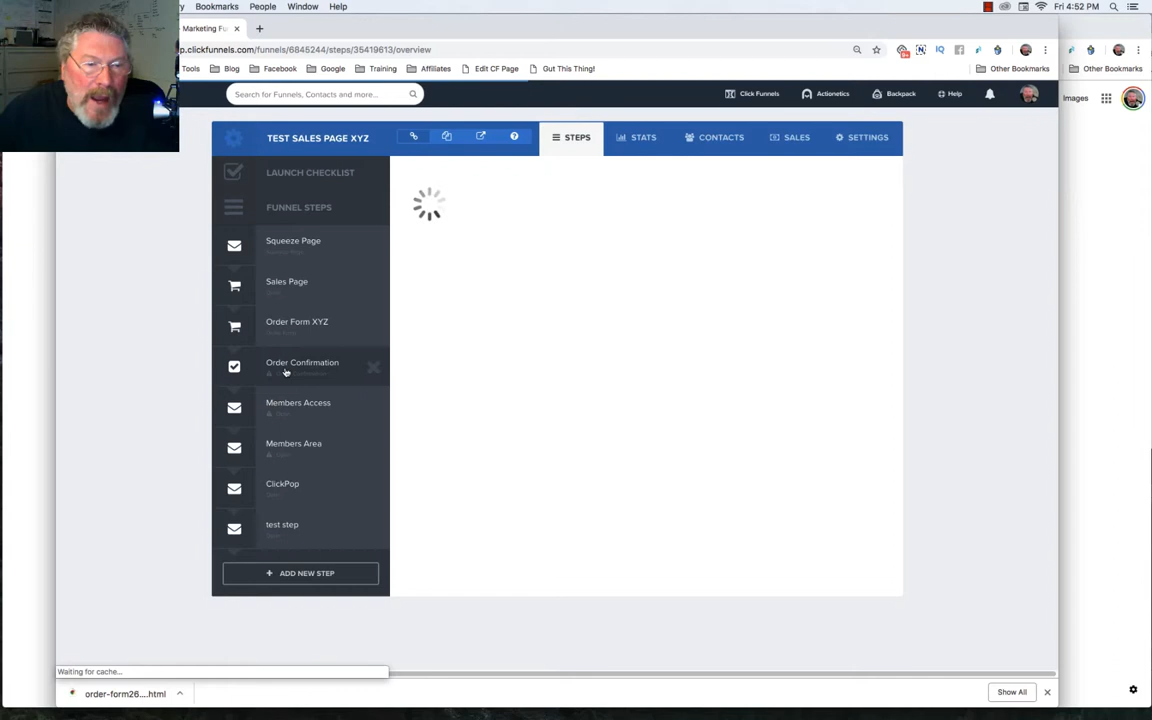 ry Bookmarks People Window Help
Fri 4:52 PM
Marketing Fu
p.clickfunnels.com/funnels/6845244/steps/35419613/overview
Tools Blog Facebook Google Training Affiliates Edit CF Page Gut This Thing!
Other Bookmarks
Other Bookmarks
Search for Funnels, Contacts and more...
Click Funnels Actionetics Backpack Help
Images
TEST SALES PAGE XYZ
STEPS STATS CONTACTS SALES SETTINGS
LAUNCH CHECKLIST
FUNNEL STEPS
Squeeze Page
Sales Page
Order Form XYZ
Order Confirmation
Members Access
Members Area
ClickPop
test step
+ ADD NEW STEP
Waiting for cache...
order-form26....html
Show All